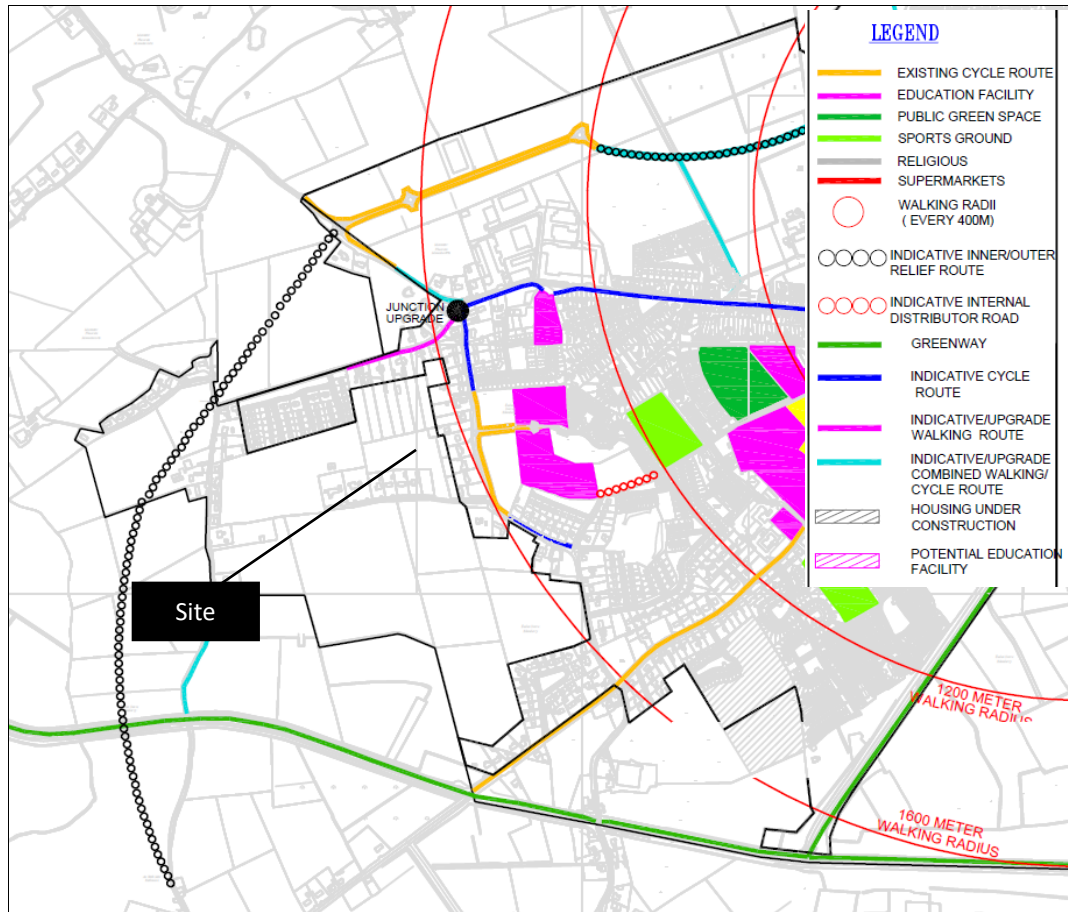 LEGEND
EXISTING CYCLE ROUTE
EDUCATION FACILITY
PUBLIC GREEN SPACE
SPORTS GROUND
RELIGIOUS
SUPERMARKETS
WALKING RADII
( EVERY 400M)
INDICATIVE INNER/OUTER
RELIEF ROUTE
INDICATIVE INTERNAL
DISTRIBUTOR ROAD
GREENWAY
INDICATIVE CYCLE
ROUTE
INDICATIVE/UPGRADE
WALKING ROUTE
INDICATIVE/UPGRADE
COMBINED WALKING/
CYCLE ROUTE
HOUSING UNDER
CONSTRUCTION
POTENTIAL EDUCATION
FACILITY
JUNCTION
UPGRADE
Site
1200 METER
WALKING RADIUS
1600 METER
WALKING RADIUS